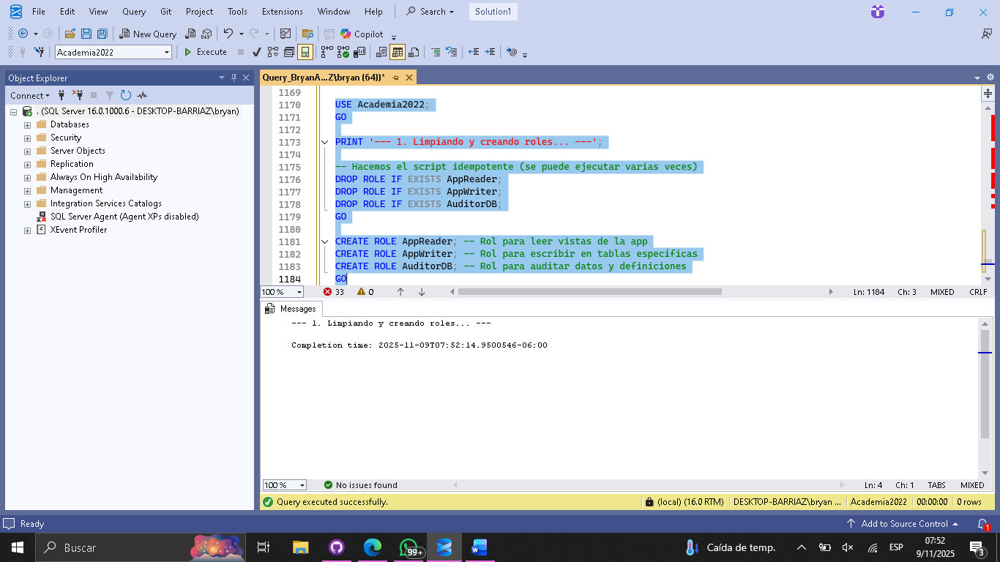 File Edit View Query Git Project Tools Extensions Window Help Search Solution1
New Query Copilot
Academia2022 Execute
Object Explorer
Connect
. (SQL Server 16.0.1000.6 - DESKTOP-BARRIAZ\bryan)
Databases
Security
Server Objects
Replication
Always On High Availability
Management
Integration Services Catalogs
SQL Server Agent (Agent XPs disabled)
XEvent Profiler
Query_BryanA...Z\bryan (64))*
1169
1170 USE Academia2022;
1171 GO
1172
1173 PRINT '--- 1. Limpiando y creando roles... ---';
1174
1175 -- Hacemos el script idempotente (se puede ejecutar varias veces)
1176 DROP ROLE IF EXISTS AppReader;
1177 DROP ROLE IF EXISTS AppWriter;
1178 DROP ROLE IF EXISTS AuditorDB;
1179 GO
1180
1181 CREATE ROLE AppReader; -- Rol para leer vistas de la app
1182 CREATE ROLE AppWriter; -- Rol para escribir en tablas específicas
1183 CREATE ROLE AuditorDB; -- Rol para auditar datos y definiciones
1184 GO
100 % 33 0 Ln: 1184 Ch: 3 MIXED CRLF
Messages
--- 1. Limpiando y creando roles... ---
Completion time: 2025-11-09T07:52:14.9500546-06:00
100 % No issues found Ln: 4 Ch: 1 TABS MIXED
Query executed successfully. (local) (16.0 RTM) DESKTOP-BARRIAZ\bryan ... Academia2022 00:00:00 0 rows
Ready Add to Source Control 1
Buscar 99+ W Caída de temp. ESP 07:52
9/11/2025 3